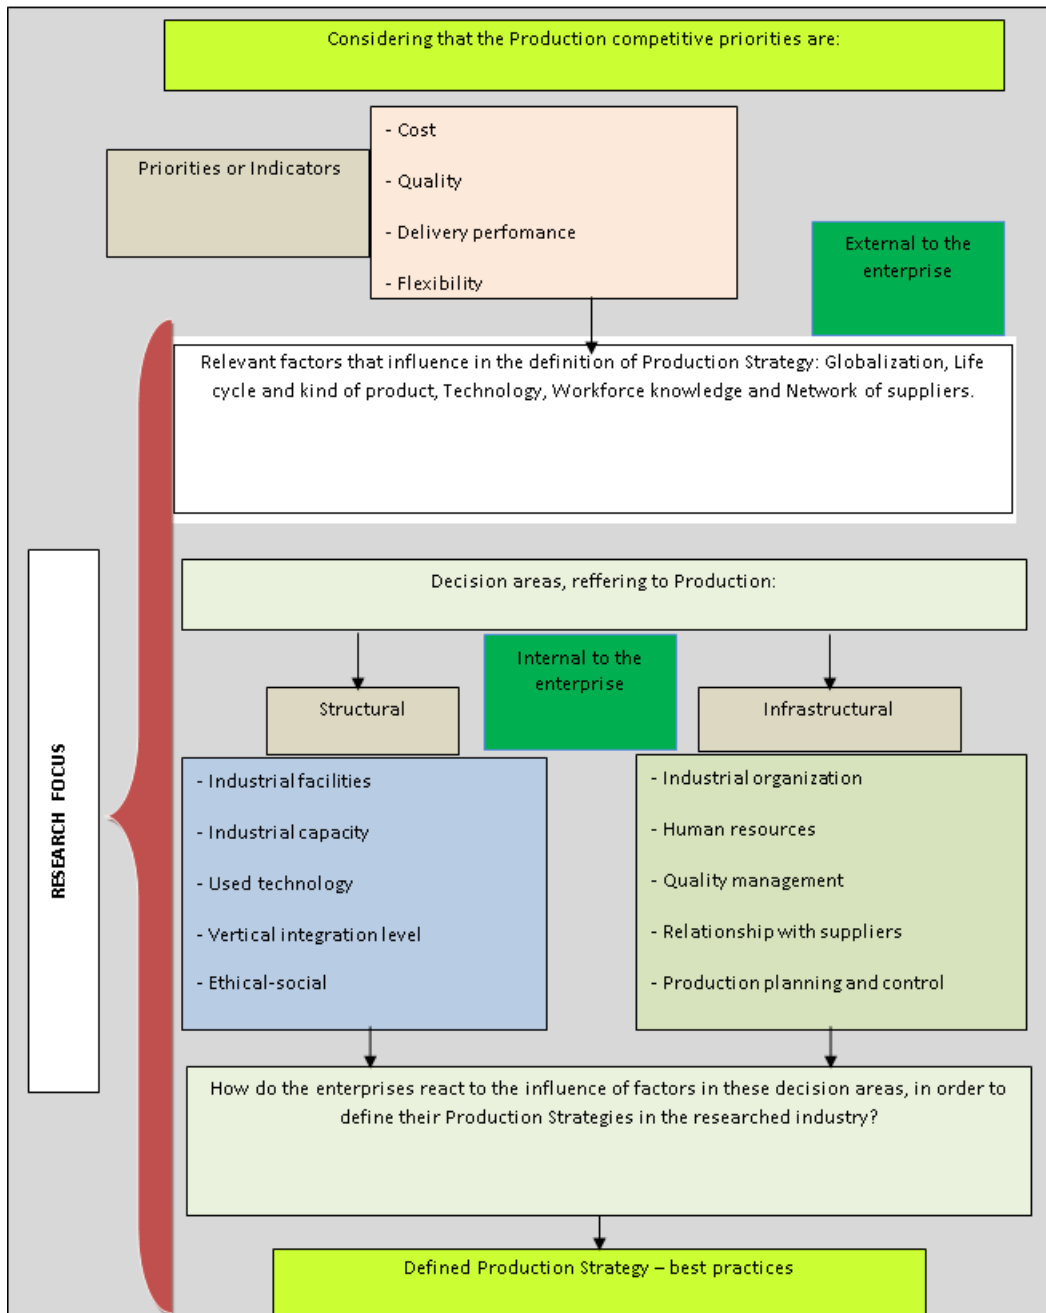 Considering that the Production competitive priorities are:
Priorities or Indicators
- Cost
- Quality
- Delivery perfomance
- Flexibility
External to the
enterprise
Relevant factors that influence in the definition of Production Strategy: Globalization, Life
cycle and kind of product, Technology, Workforce knowledge and Network of suppliers.
RESEARCH FOCUS
Decision areas, reffering to Production:
Internal to the
enterprise
Structural
Infrastructural
- Industrial facilities
- Industrial capacity
- Used technology
- Vertical integration level
- Ethical-social
- Industrial organization
- Human resources
- Quality management
- Relationship with suppliers
- Production planning and control
How do the enterprises react to the influence of factors in these decision areas, in order to
define their Production Strategies in the researched industry?
Defined Production Strategy – best practices